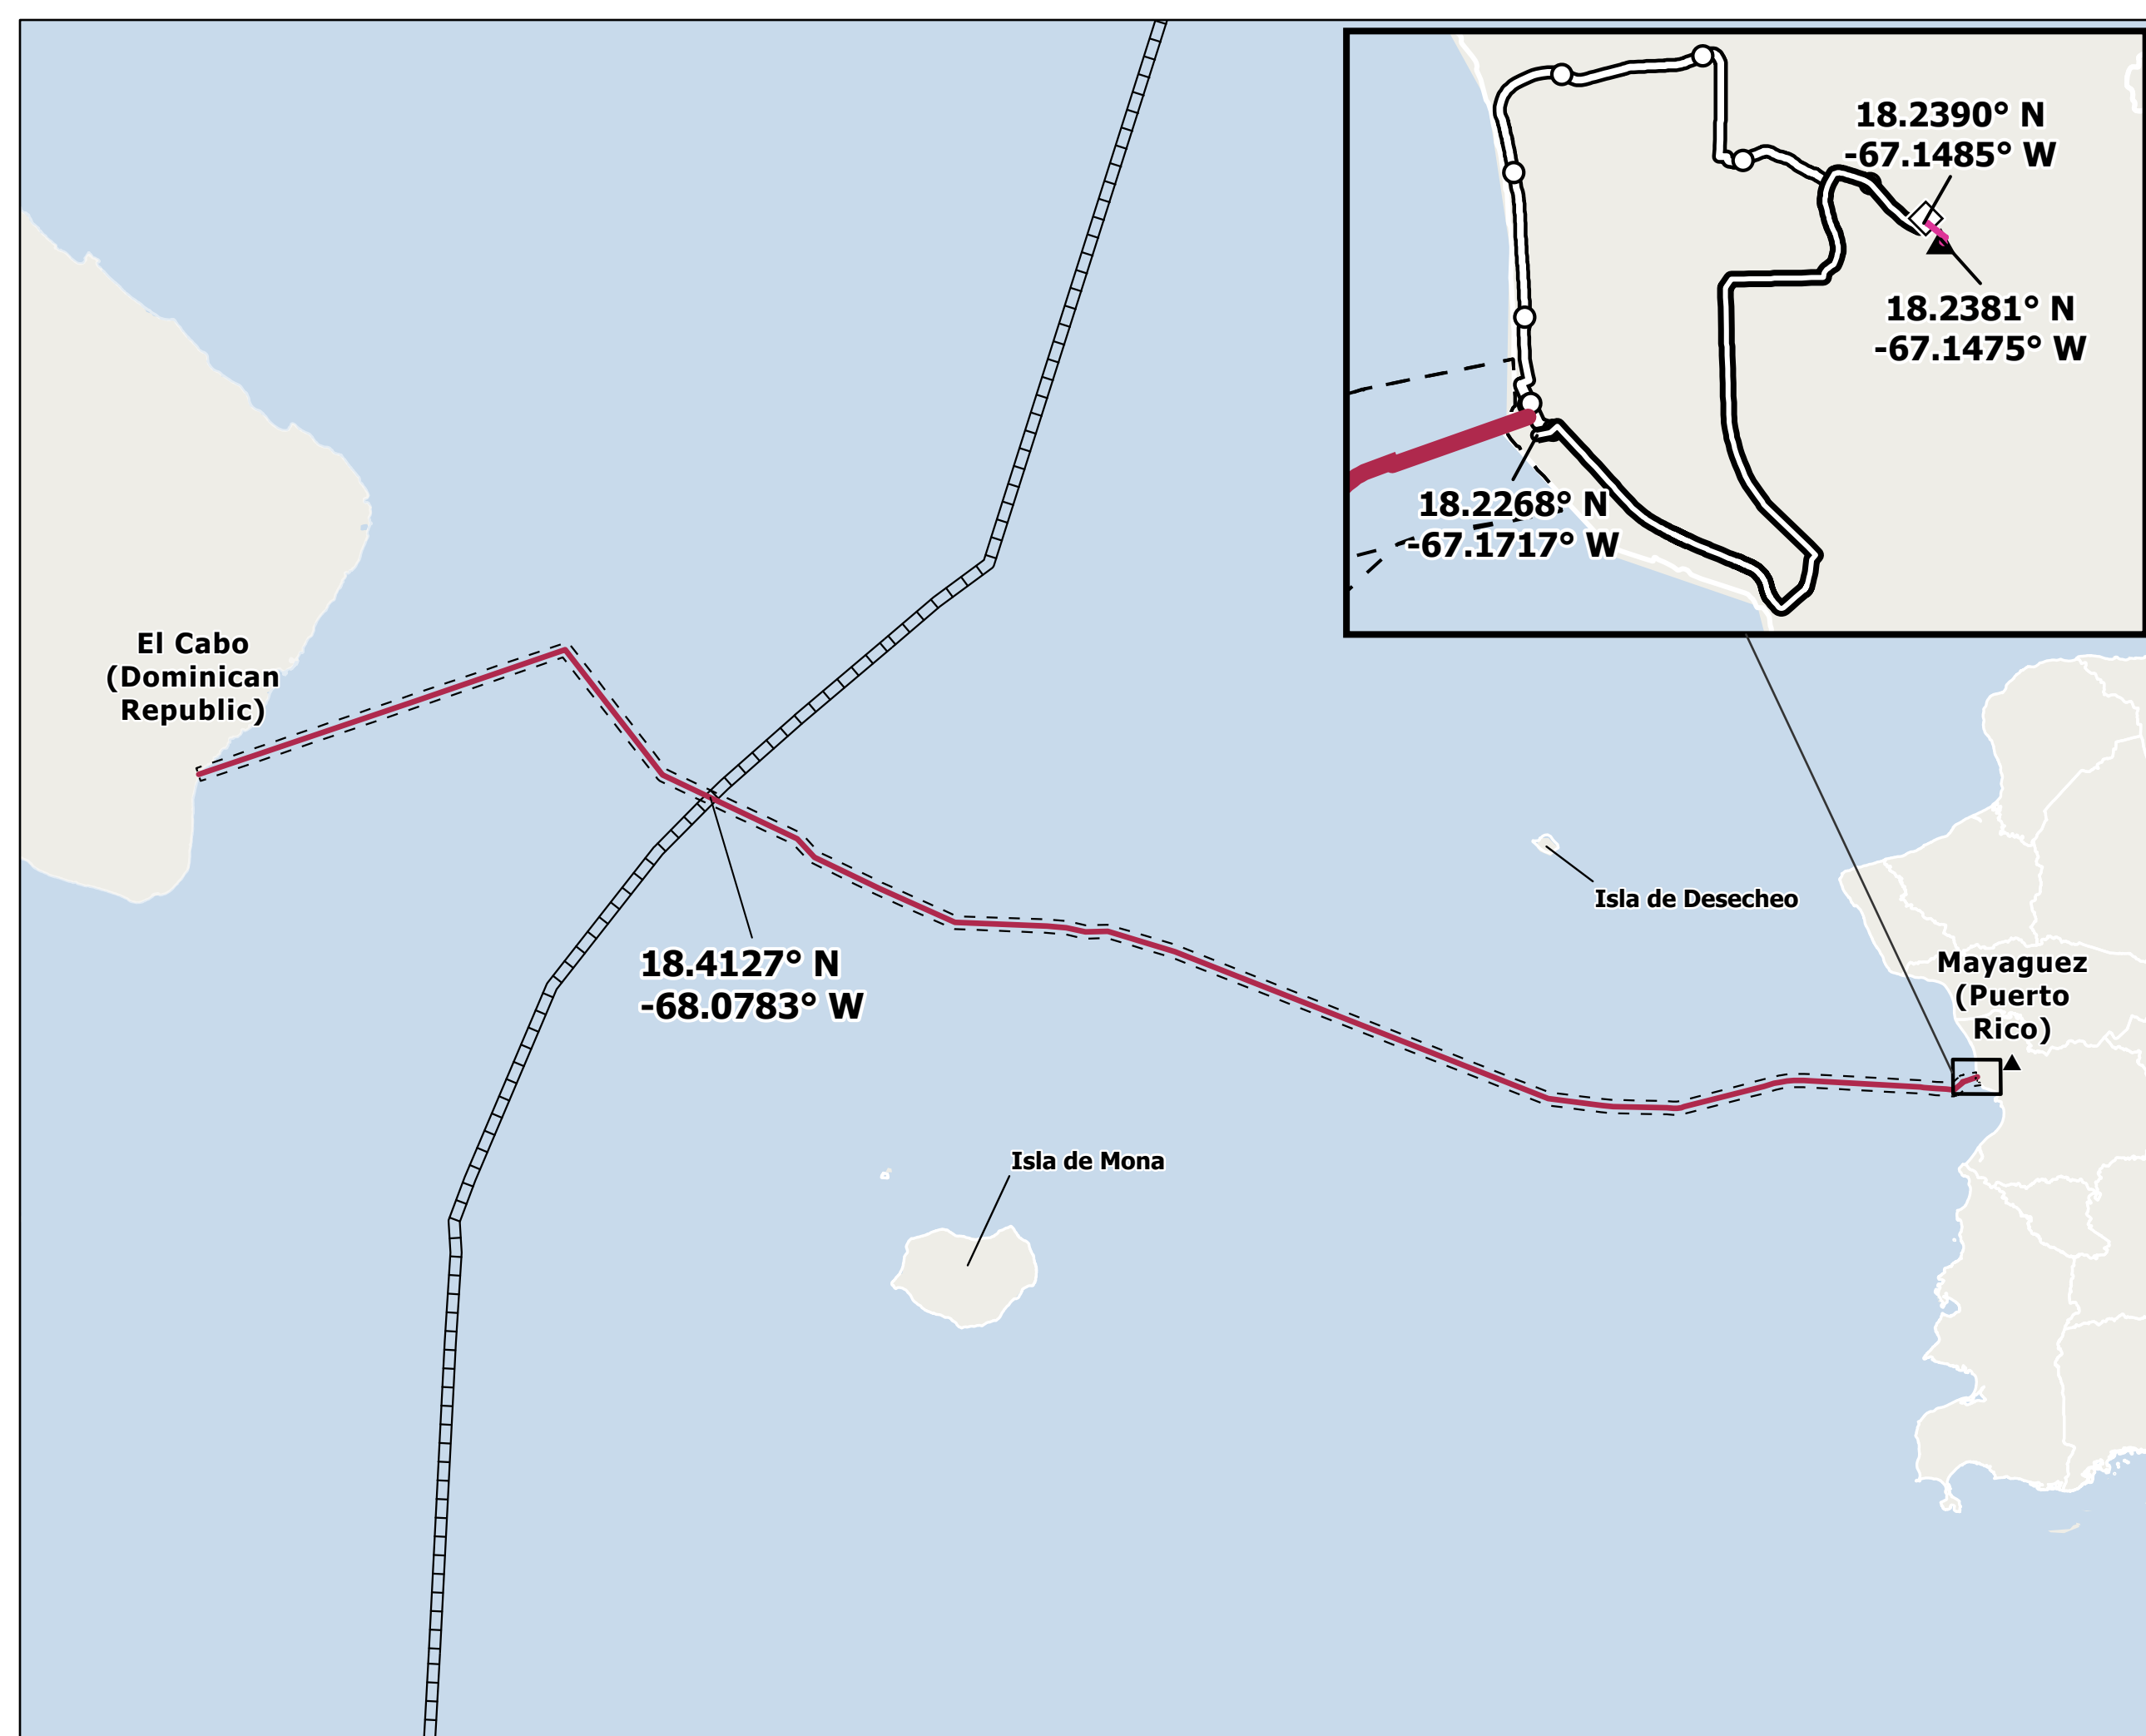 18.2390° N
-67.1485° W
18.2381° N
-67.1475° W
18.2268° N
-67.1717° W
El Cabo
(Dominican
Republic)
Isla de Desecheo
18.4127° N
-68.0783° W
Mayaguez
(Puerto
Rico)
Isla de Mona